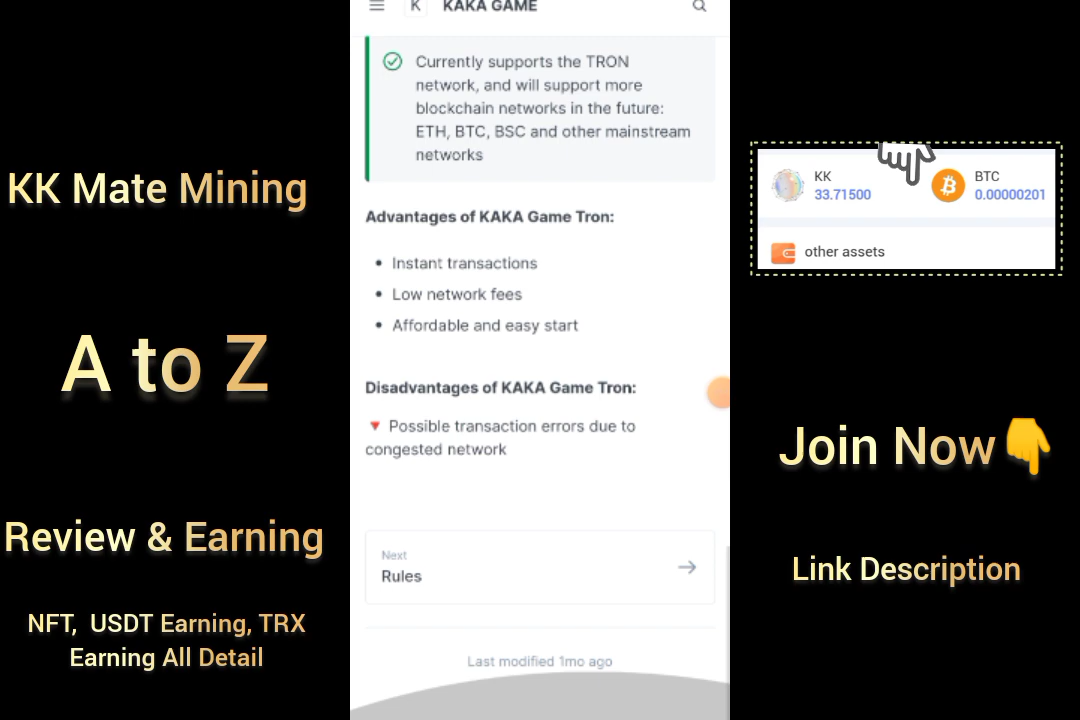 KK Mate Mining
A to Z
Review & Earning
NFT, USDT Earning, TRX
Earning All Detail
K KAKA GAME
Currently supports the TRON
network, and will support more
blockchain networks in the future:
ETH, BTC, BSC and other mainstream
networks
Advantages of KAKA Game Tron:
• Instant transactions
• Low network fees
• Affordable and easy start
Disadvantages of KAKA Game Tron:
🔻 Possible transaction errors due to
congested network
Next
Rules
Last modified 1mo ago
KK
33.71500
BTC
0.00000201
other assets
Join Now👇
Link Description